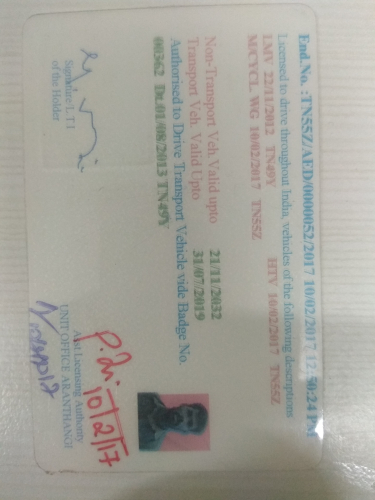 End.No :TN55Z/AED/0000052/2017 10/02/2017 12:50:24 PM
Licensed to drive throughout India, vehicles of the following descriptions
LMV 22/11/2012 TN49Y HTV 10/02/2017 TN55Z
M/CYCL. WG 10/02/2017 TN55Z
Non-Transport Veh.Valid upto 21/11/2032
Transport Veh. Valid Upto 31/07/2019
Authorised to Drive Transport Vehicle vide Badge No.
00362 Dt.01/08/2013 TN49Y
Signature/L.T.I
of the Holder
10/2/17
Asst Licensing Authority
UNIT OFFICE ARANTHANGI